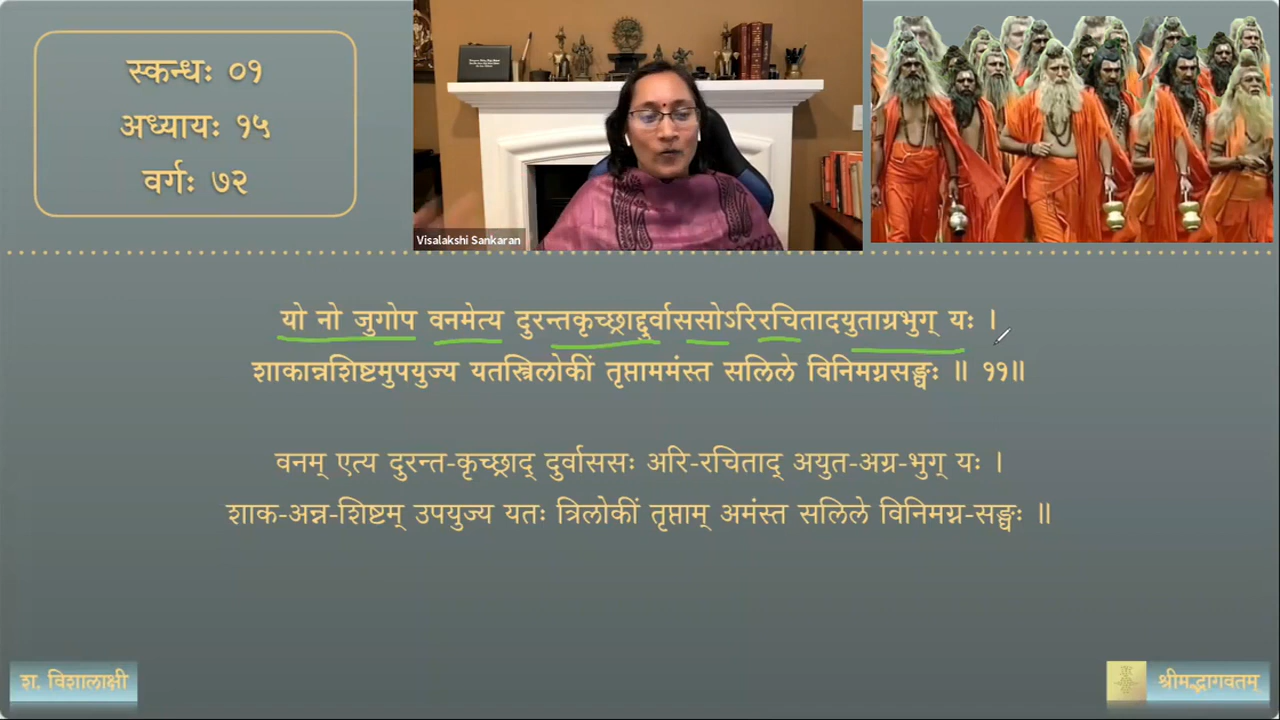 स्कन्धः ०१
अध्यायः १५
वर्गः ७२
Visalakshi Sankaran
यो नो जुगोप वनमेत्य दुरन्तकृच्छ्राद्दुर्वाससोऽरिरचितादयुताग्रभुग् यः ।
शाकान्नशिष्टमुपयुज्य यतस्त्रिलोकीं तृप्ताममंस्त सलिले विनिमग्नसङ्घः ॥ ११॥
वनम् एत्य दुरन्त-कृच्छ्राद् दुर्वाससः अरि-रचिताद् अयुत-अग्र-भुग् यः ।
शाक-अन्न-शिष्टम् उपयुज्य यतः त्रिलोकीं तृप्ताम् अमंस्त सलिले विनिमग्न-सङ्घः ॥
श. विशालाक्षी
श्रीमद्भागवतम्